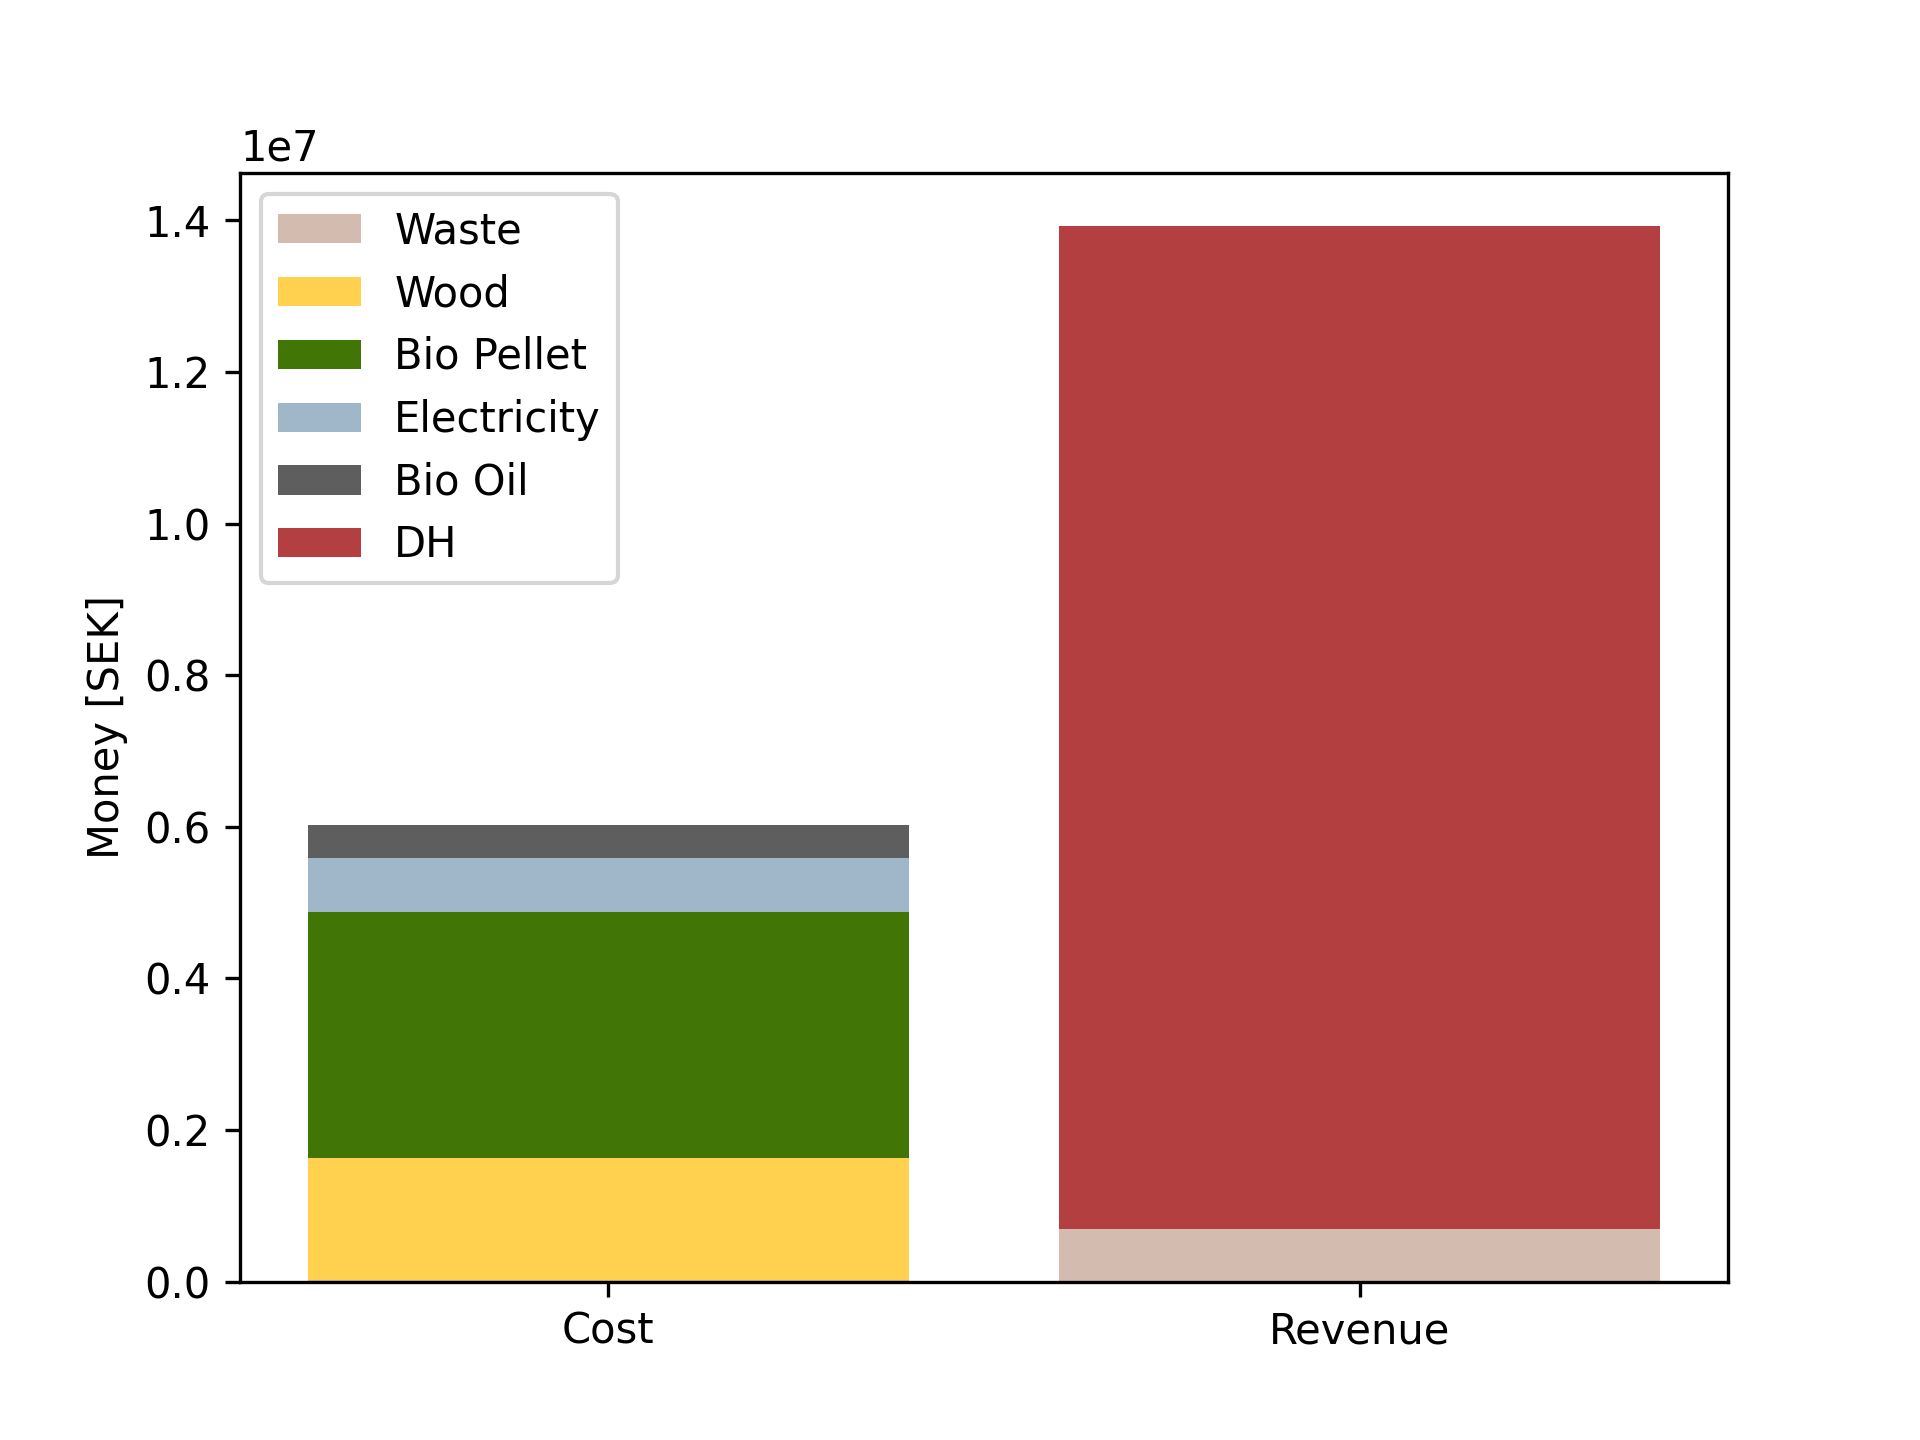 1e7
1.4
1.2
1.0
0.8
0.6
0.4
0.2
0.0
Money [SEK]
Waste
Wood
Bio Pellet
Electricity
Bio Oil
DH
Cost
Revenue